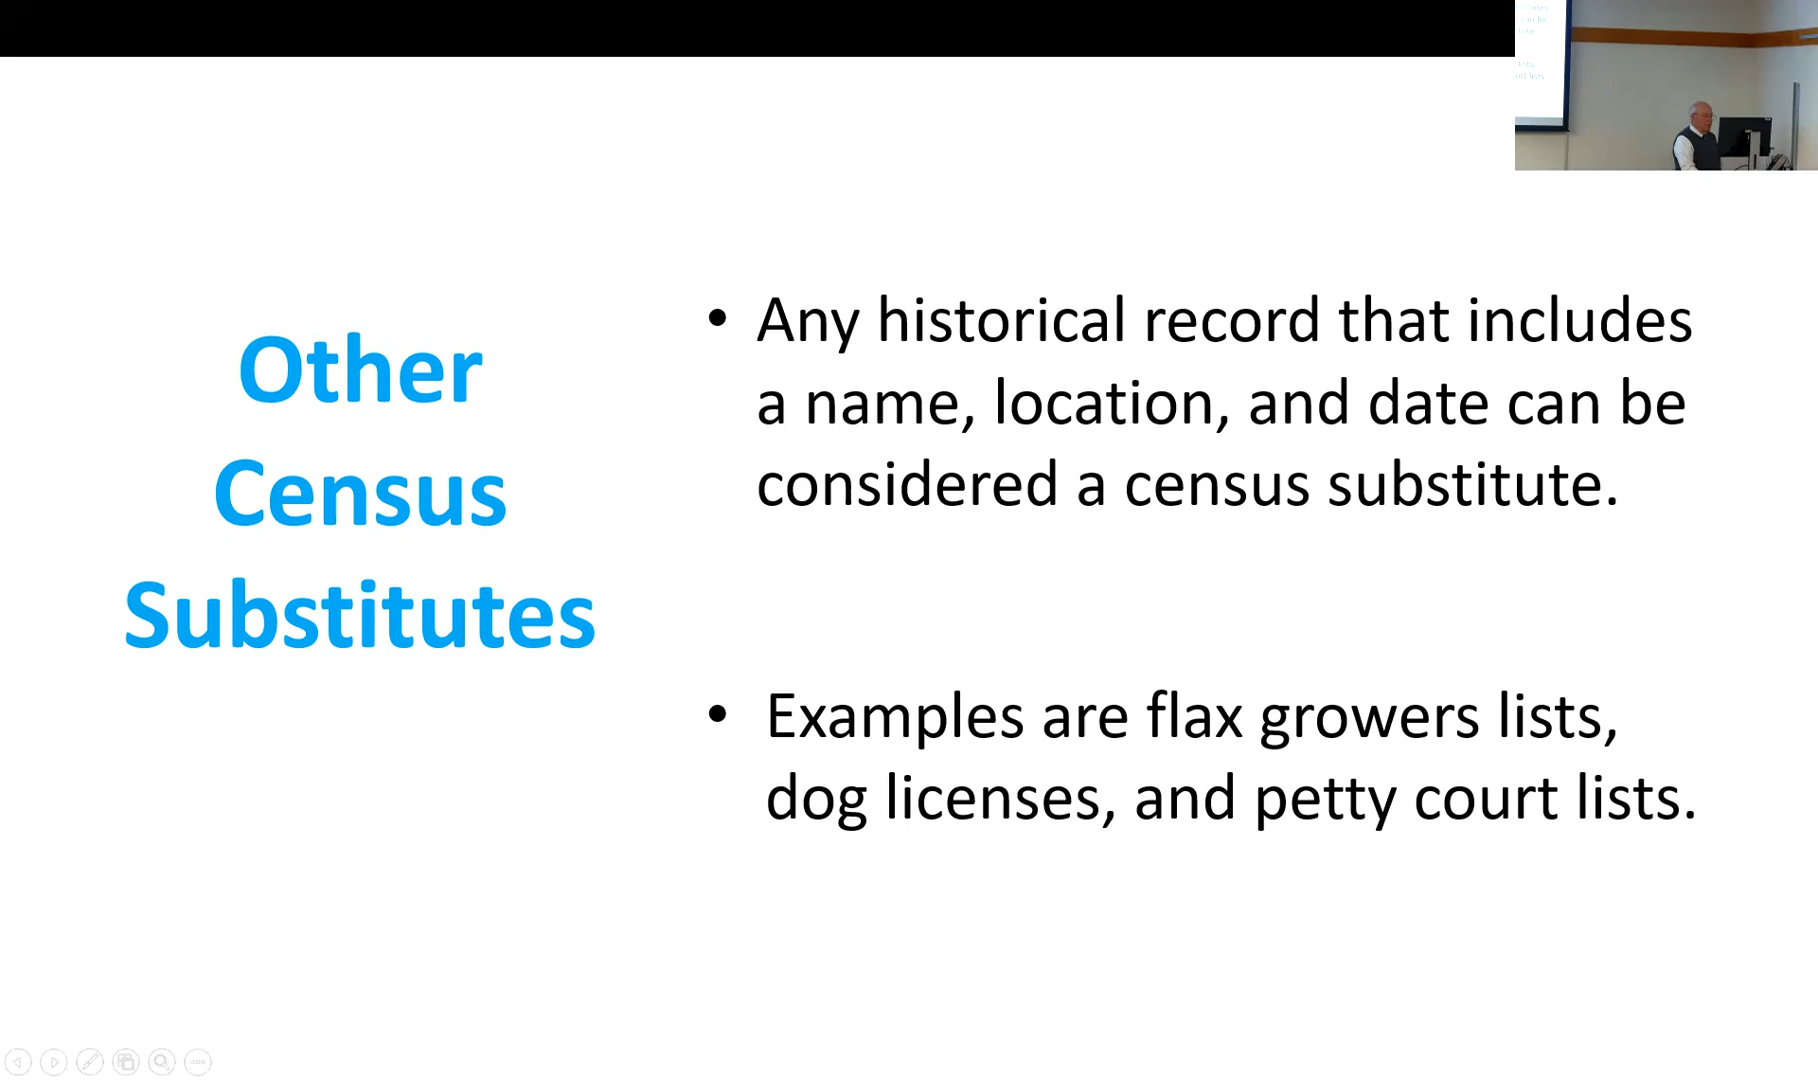 Other
Census
Substitutes
• Any historical record that includes
a name, location, and date can be
considered a census substitute.
• Examples are flax growers lists,
dog licenses, and petty court lists.